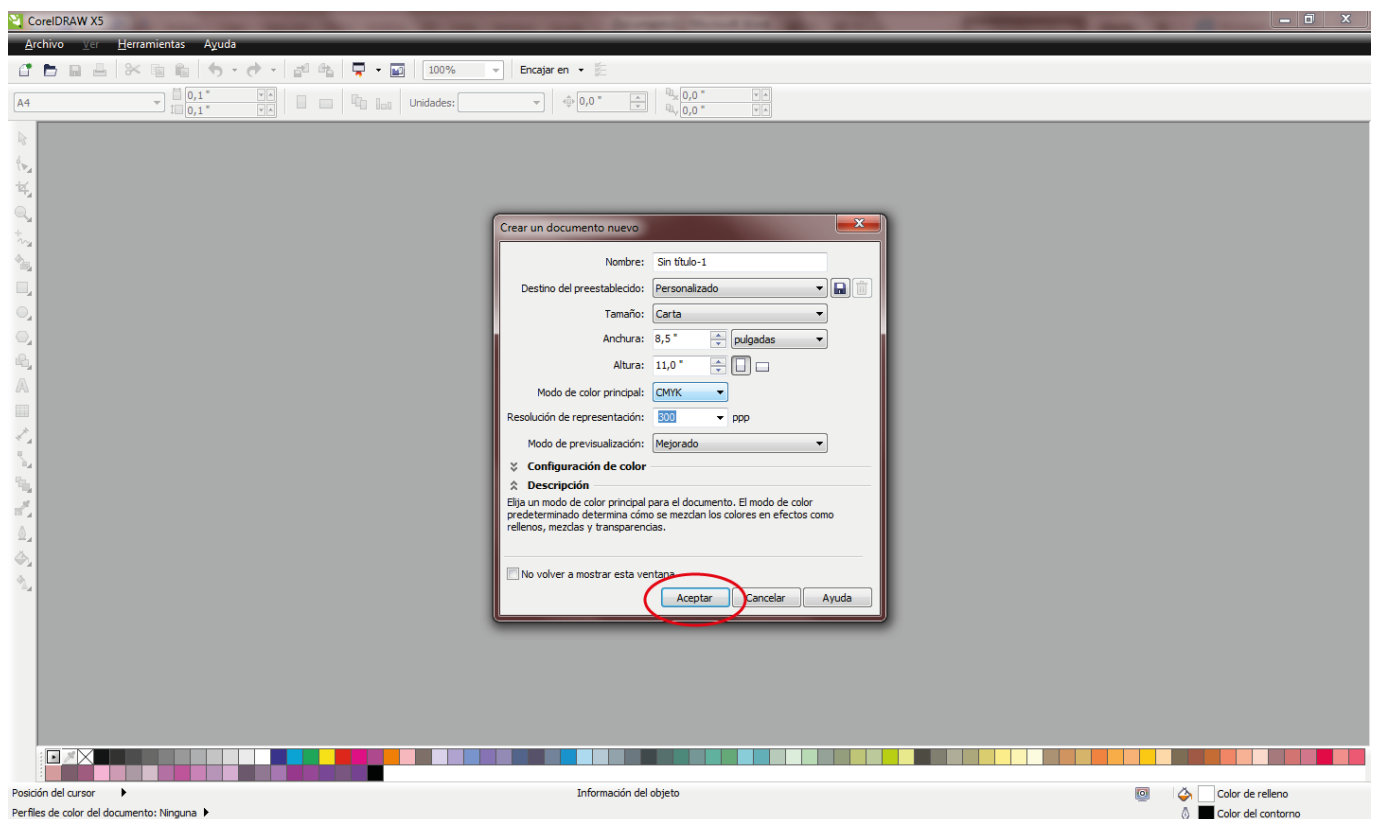 CorelDRAW X5
Archivo Ver Herramientas Ayuda
100% Encajar en
A4 0,1 " 0,1 " Unidades: 0,0 " 0,0 " 0,0 "
Crear un documento nuevo
Nombre: Sin título-1
Destino del preestablecido: Personalizado
Tamaño: Carta
Anchura: 8,5 " pulgadas
Altura: 11,0 "
Modo de color principal: CMYK
Resolución de representación: 300 ppp
Modo de previsualización: Mejorado
Configuración de color
Descripción
Elija un modo de color principal para el documento. El modo de color
predeterminado determina cómo se mezclan los colores en efectos como
rellenos, mezclas y transparencias.
No volver a mostrar esta ventana
Aceptar Cancelar Ayuda
Posición del cursor Información del objeto Color de relleno
Perfiles de color del documento: Ninguna Color del contorno